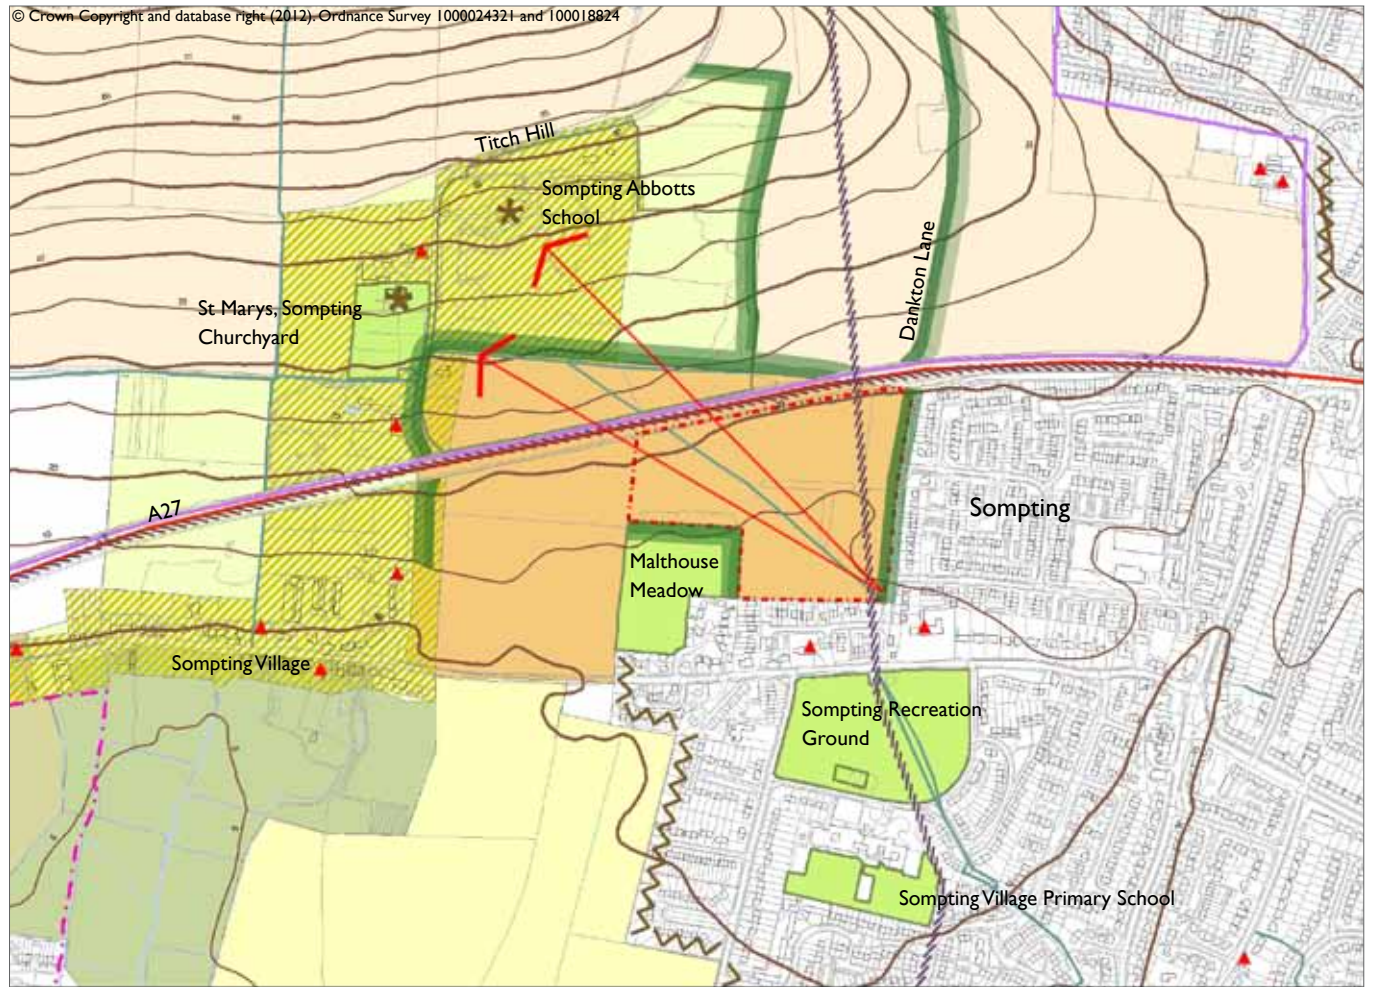 © Crown Copyright and database right (2012). Ordnance Survey 1000024321 and 100018824
Titch Hill
Sompting Abbotts
School
Dankton Lane
St Marys, Sompting
Churchyard
A27
Sompting
Malthouse
Meadow
Sompting Village
Sompting Recreation
Ground
Sompting Village Primary School